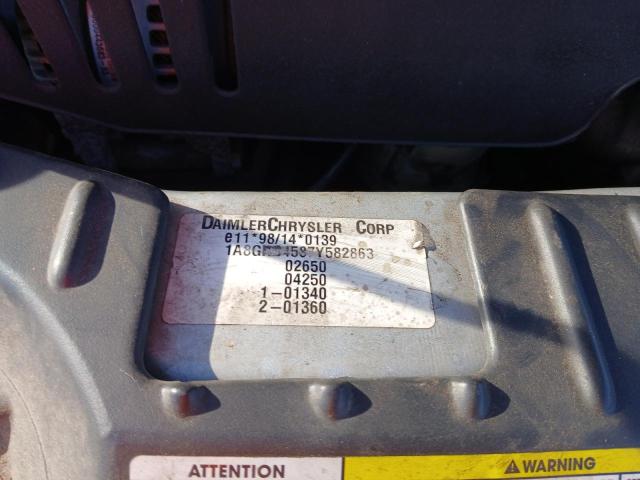 DAIMLERCHRYSLER CORP
e11*98/14*0139
02650
04250
1-01340
2-01360
ATTENTION
WARNING